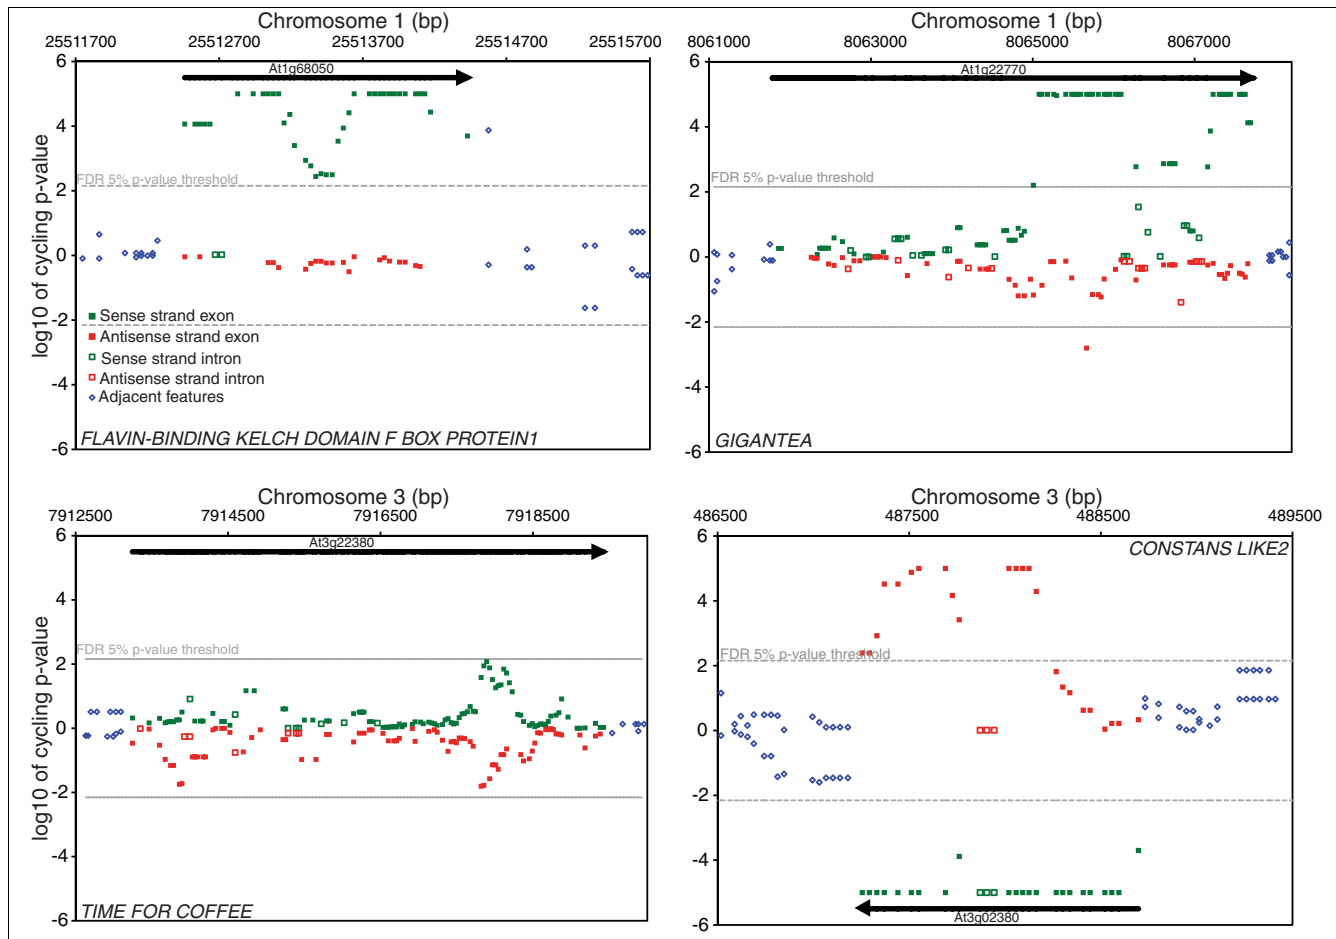 Chromosome 1 (bp)
25511700 25512700 25513700 25514700 25515700
At1g68050
6
4
2
0
-2
-4
-6
log10 of cycling p-value
FDR 5% p-value threshold
Sense strand exon
Antisense strand exon
Sense strand intron
Antisense strand intron
Adjacent features
FLAVIN-BINDING KELCH DOMAIN F BOX PROTEIN1
Chromosome 1 (bp)
8061000 8063000 8065000 8067000
At1g22770
6
4
2
0
-2
-4
-6
FDR 5% p-value threshold
GIGANTEA
Chromosome 3 (bp)
7912500 7914500 7916500 7918500
At3g22380
6
4
2
0
-2
-4
-6
log10 of cycling p-value
FDR 5% p-value threshold
TIME FOR COFFEE
Chromosome 3 (bp)
486500 487500 488500 489500
CONSTANS LIKE2
6
4
2
0
-2
-4
-6
FDR 5% p-value threshold
At3g02380